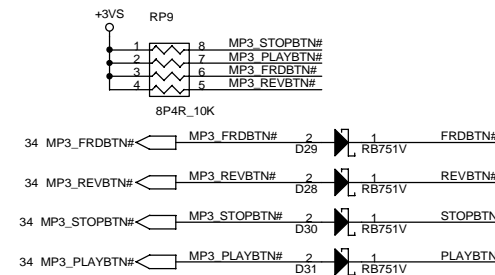 +3VS RP9
1 8 MP3_STOPBTN#
2 7 MP3_PLAYBTN#
3 6 MP3_FRDBTN#
4 5 MP3_REVBTN#
8P4R_10K
34 MP3_FRDBTN# MP3_FRDBTN# 2 1 FRDBTN#
D29 RB751V
34 MP3_REVBTN# MP3_REVBTN# 2 1 REVBTN#
D28 RB751V
34 MP3_STOPBTN# MP3_STOPBTN# 2 1 STOPBTN
D30 RB751V
34 MP3_PLAYBTN# MP3_PLAYBTN# 2 1 PLAYBTN
D31 RB751V